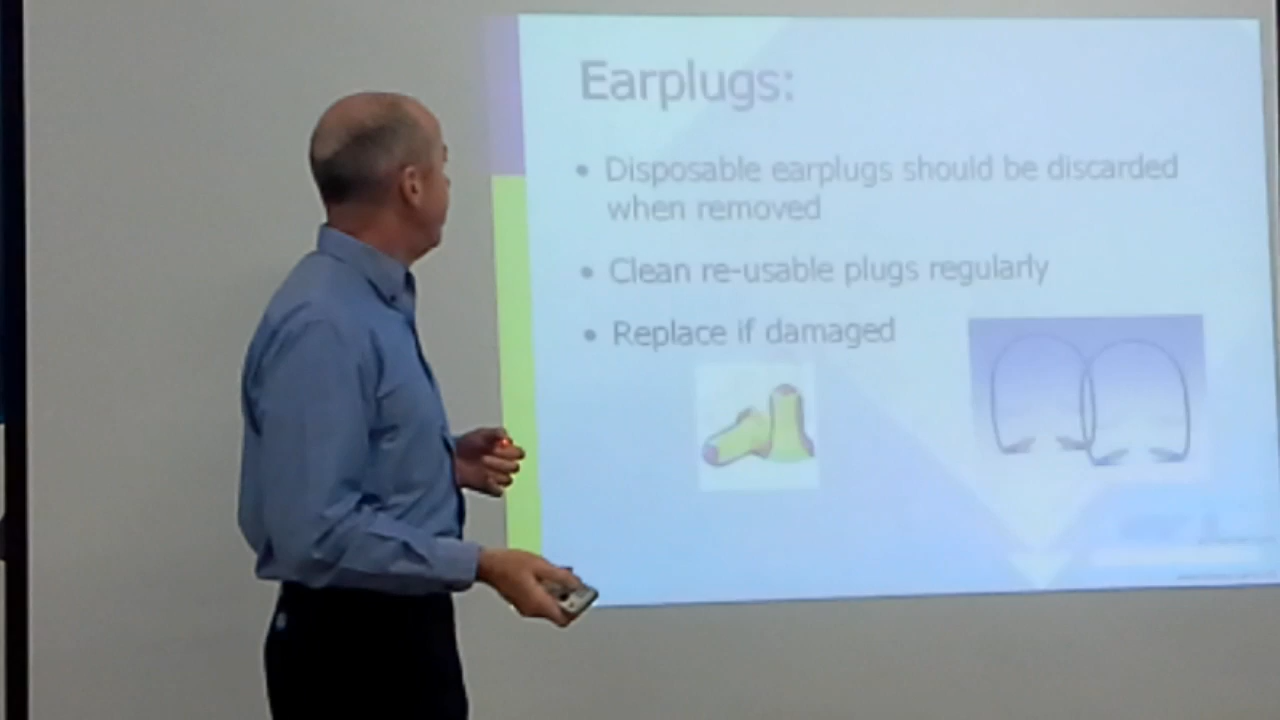 Earplugs:
• Disposable earplugs should be discarded
when removed
• Clean re-usable plugs regularly
• Replace if damaged